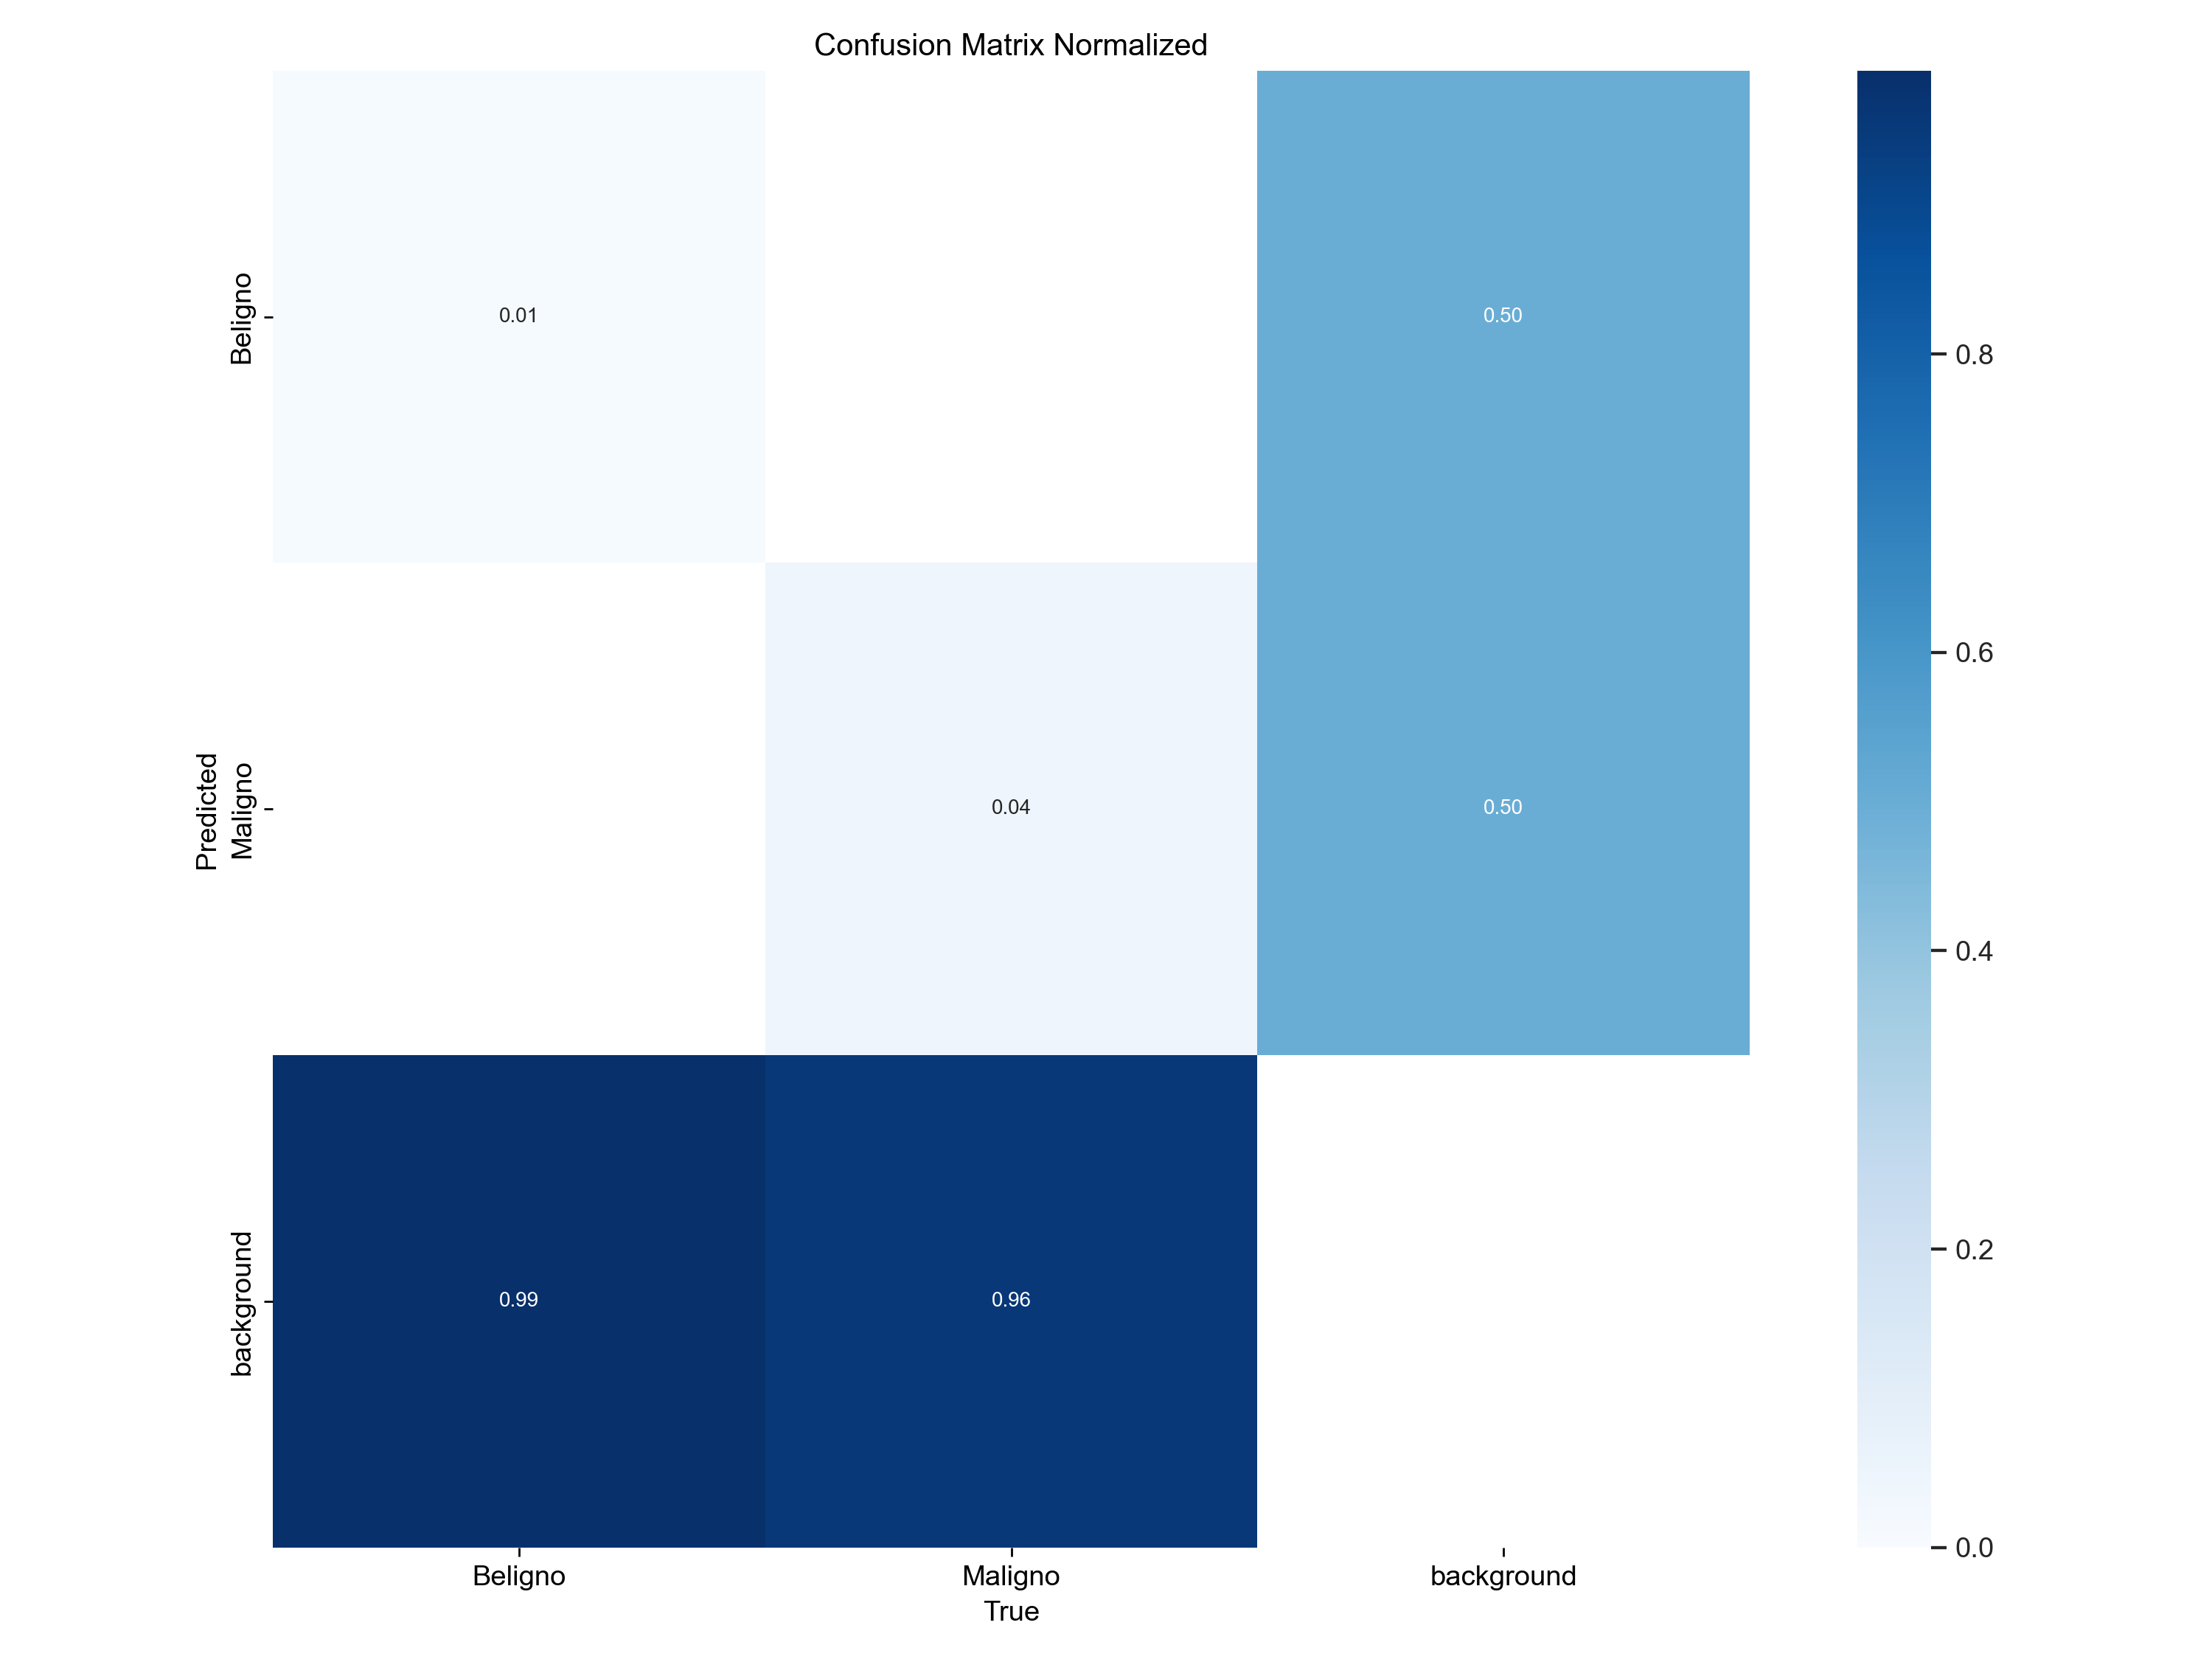 Confusion Matrix Normalized
Beligno
0.01
0.50
0.8
0.6
Predicted
Maligno
0.04
0.50
0.4
0.2
background
0.99
0.96
0.0
Beligno
Maligno
background
True